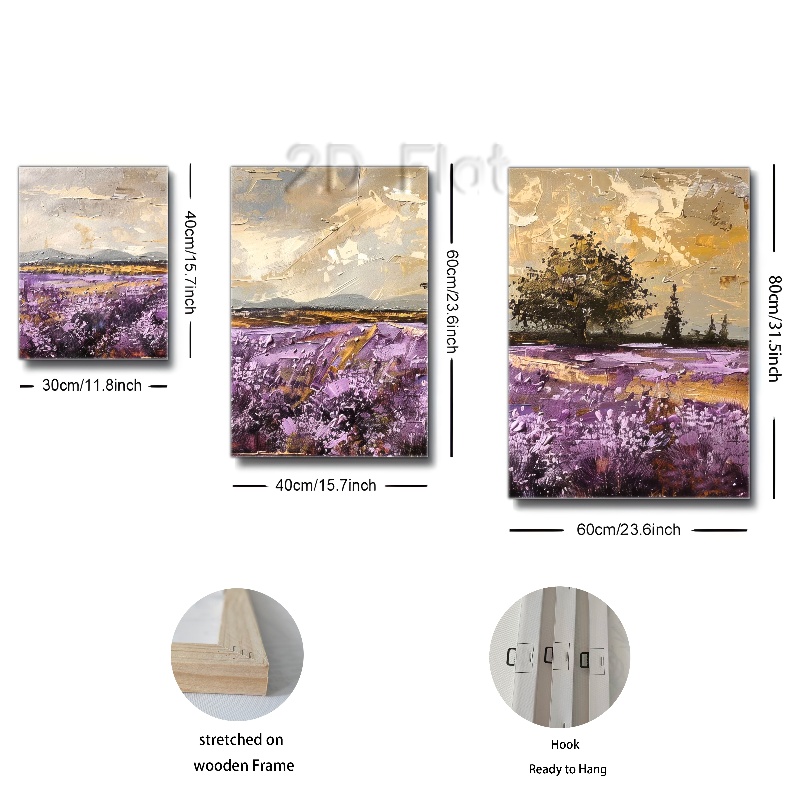 2D Flat
40cm/15.7inch
30cm/11.8inch
60cm/23.6inch
40cm/15.7inch
80cm/31.5inch
60cm/23.6inch
stretched on
wooden Frame
Hook
Ready to Hang